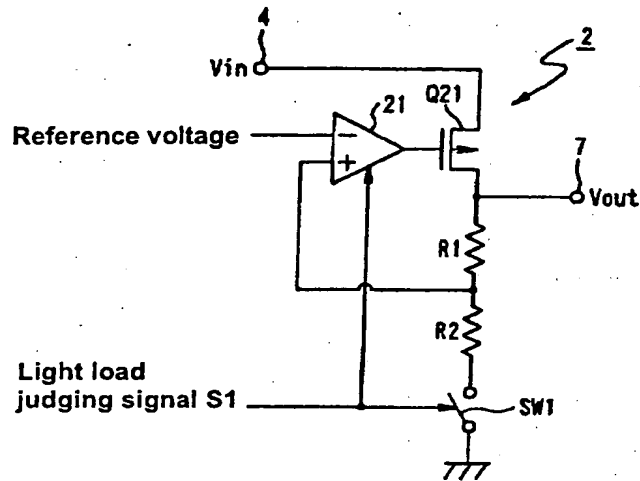 4
2
Vin
21
Q21
Reference voltage
−
+
7
Vout
R1
R2
Light load
judging signal S1
SW1